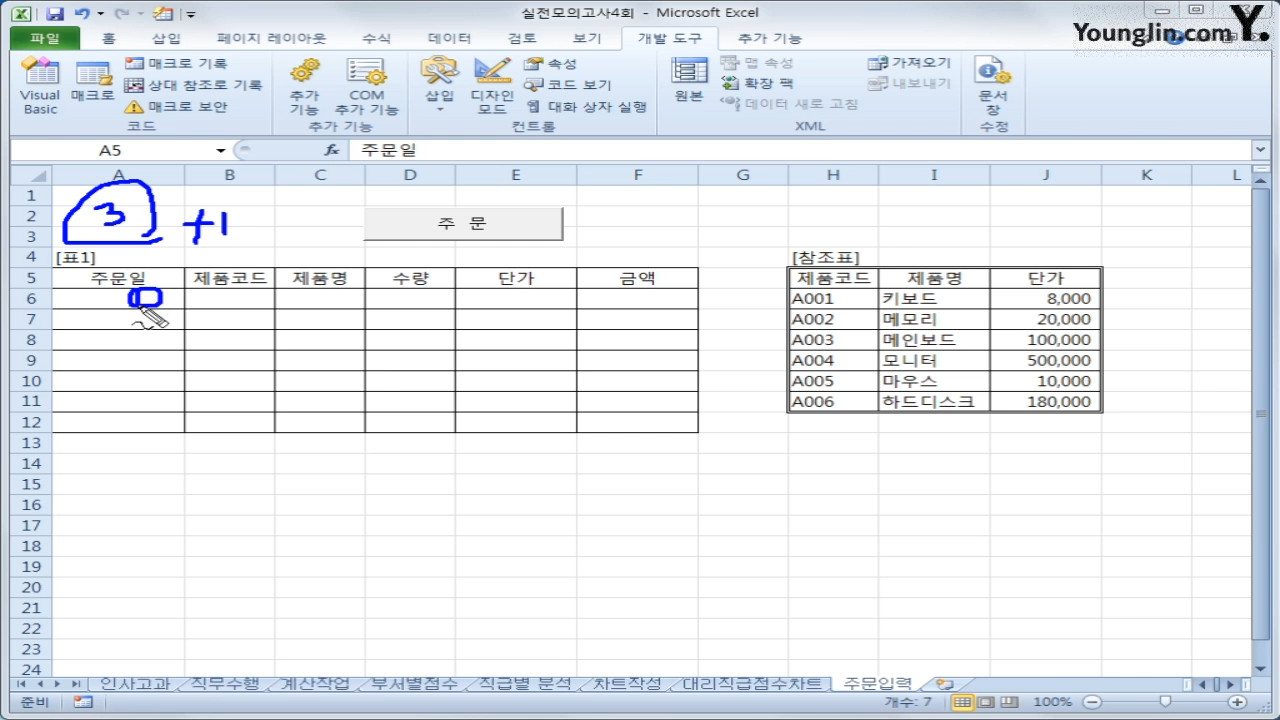 실전모의고사4회 - Microsoft Excel
YoungJin.com Y.
파일 홈 삽입 페이지 레이아웃 수식 데이터 검토 보기 개발 도구 추가 기능
Visual Basic
매크로
매크로 기록
상대 참조로 기록
매크로 보안
코드
추가 기능
COM 추가 기능
추가 기능
삽입
디자인 모드
속성
코드 보기
대화 상자 실행
컨트롤
원본
맵 속성
확장 팩
데이터 새로 고침
가져오기
내보내기
XML
문서 창
수정
A5 fx 주문일
A B C D E F G H I J K L
1
2 3 +1 주 문
3
4 [표1] [참조표]
5 주문일 제품코드 제품명 수량 단가 금액 제품코드 제품명 단가
6 A001 키보드 8,000
7 A002 메모리 20,000
8 A003 메인보드 100,000
9 A004 모니터 500,000
10 A005 마우스 10,000
11 A006 하드디스크 180,000
12
13
14
15
16
17
18
19
20
21
22
23
24
인사고과 직무수행 계산작업 부서별점수 직급별 분석 차트작성 대리직급점수차트 주문입력
준비 개수: 7 100%